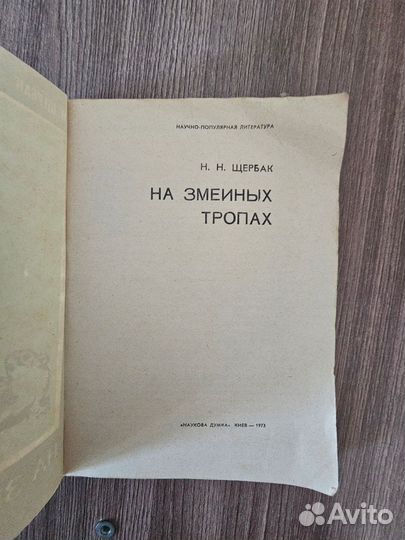 НАУЧНО-ПОПУЛЯРНАЯ ЛИТЕРАТУРА
Н. Н. ЩЕРБАК
НА ЗМЕИНЫХ
ТРОПАХ
«НАУКОВА ДУМКА» КИЕВ — 1973
Avito